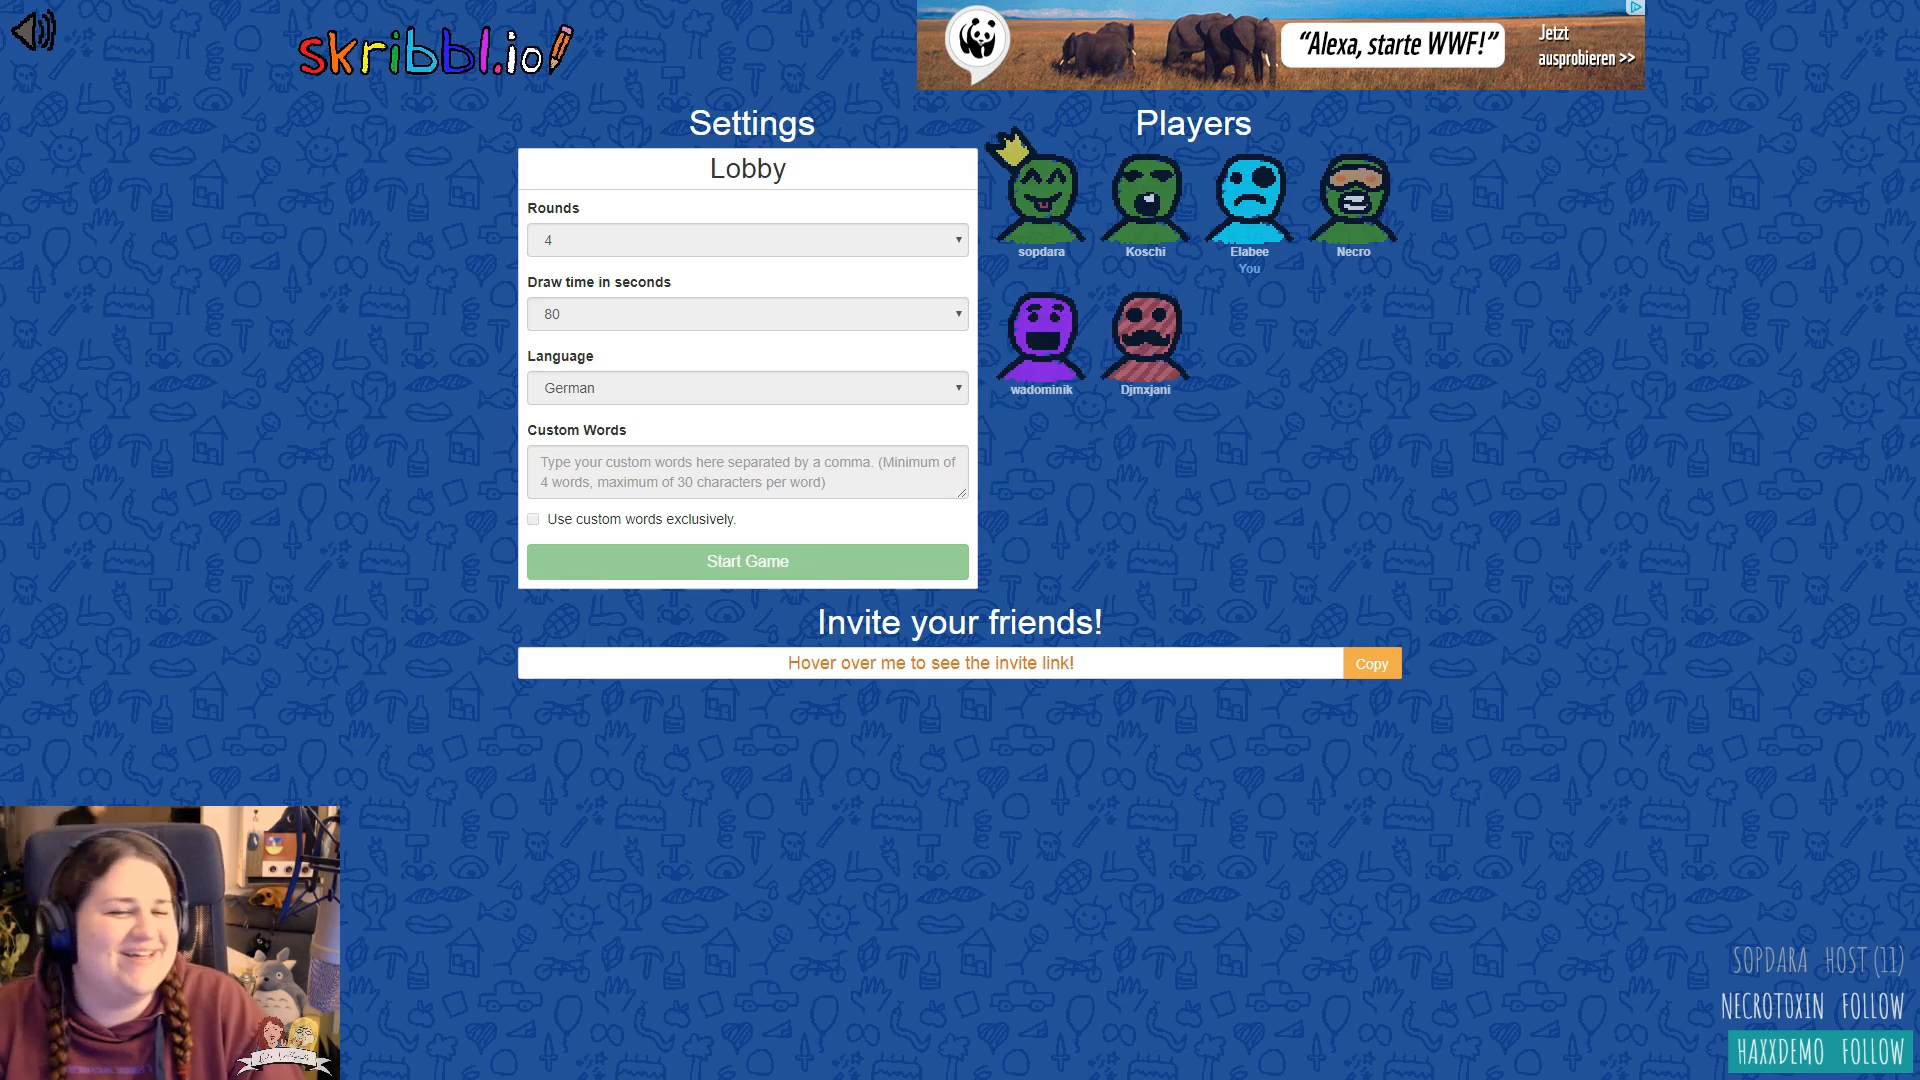 skribbl.io
"Alexa, starte WWF!"
Jetzt
ausprobieren >>
Settings
Players
Lobby
Rounds
4
Draw time in seconds
80
Language
German
Custom Words
Type your custom words here separated by a comma. (Minimum of
4 words, maximum of 30 characters per word)
Use custom words exclusively.
Start Game
sopdara
Koschi
Elabee
You
Necro
wadominik
Djmxjani
Invite your friends!
Hover over me to see the invite link!
Copy
SOPDARA HOST (11)
NECROTOXIN FOLLOW
HAXXDEMO FOLLOW